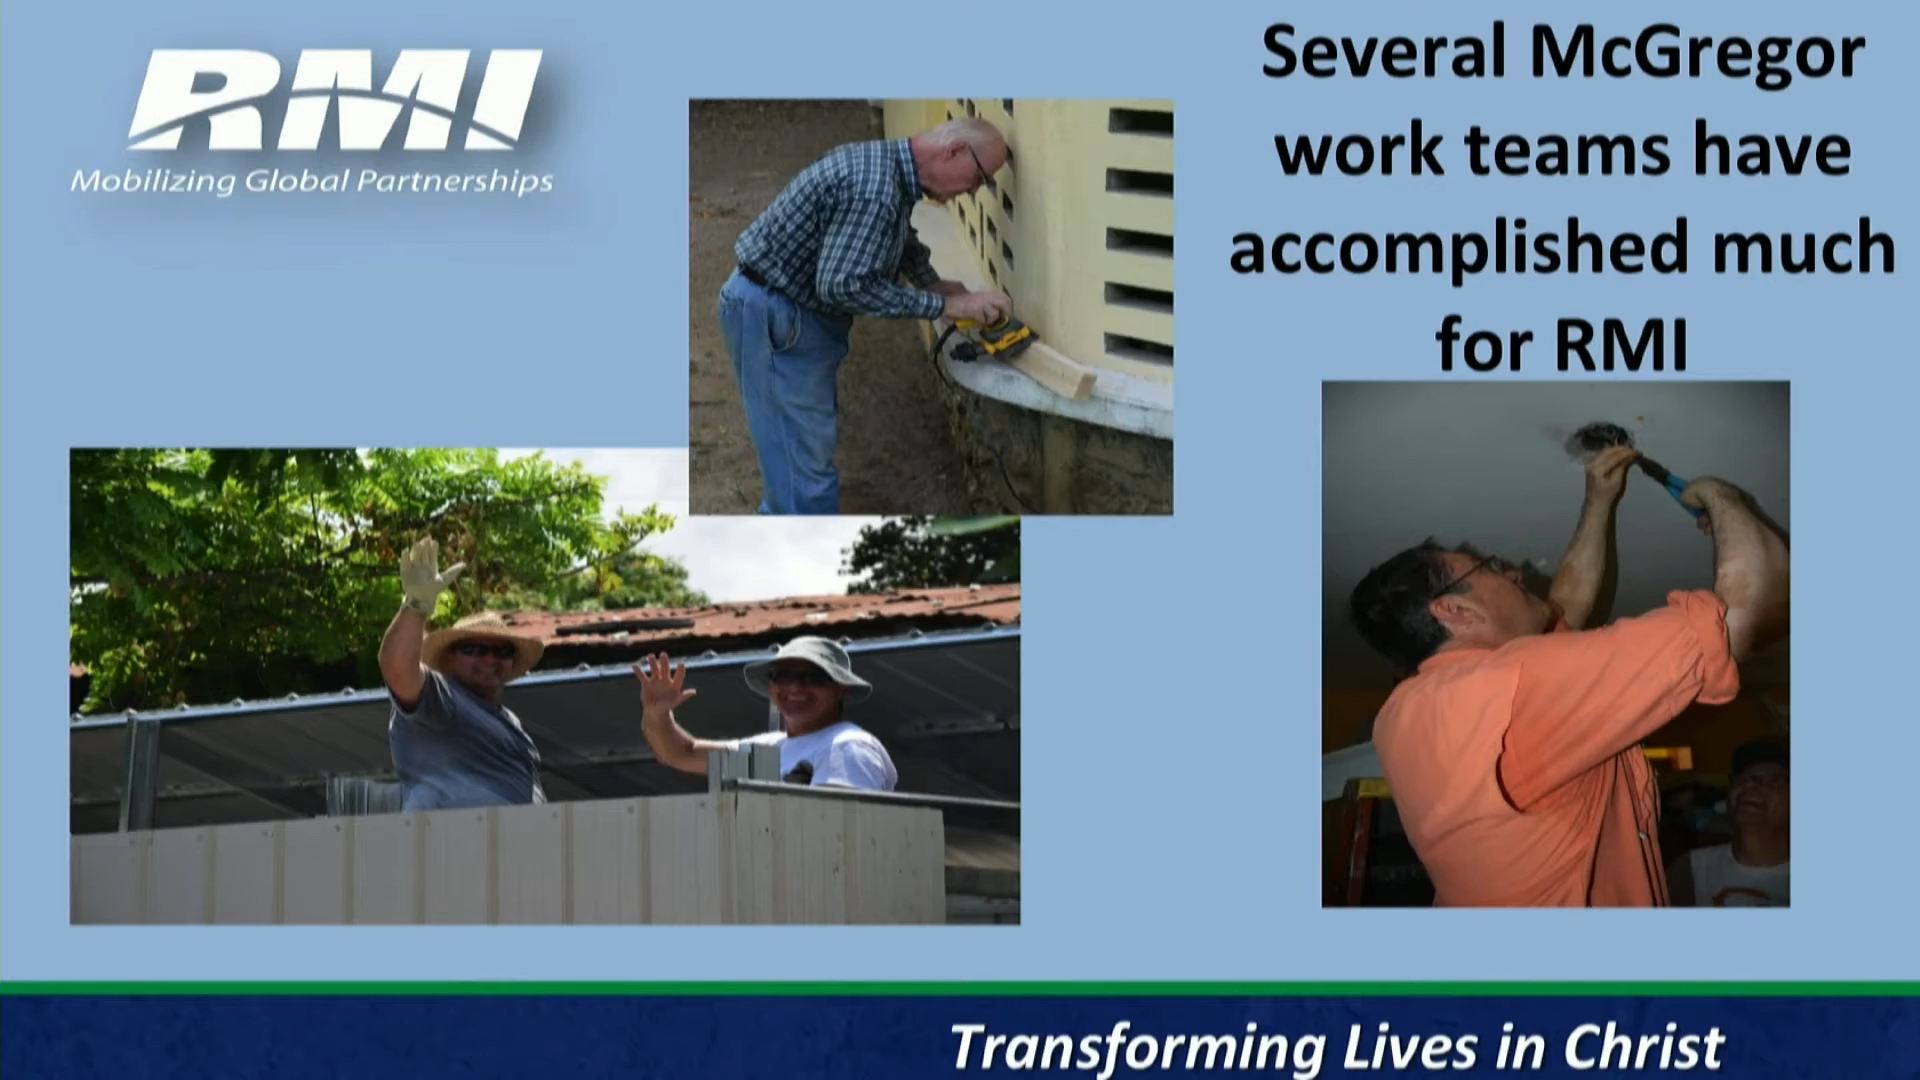 RMI
Mobilizing Global Partnerships
Several McGregor
work teams have
accomplished much
for RMI
Transforming Lives in Christ